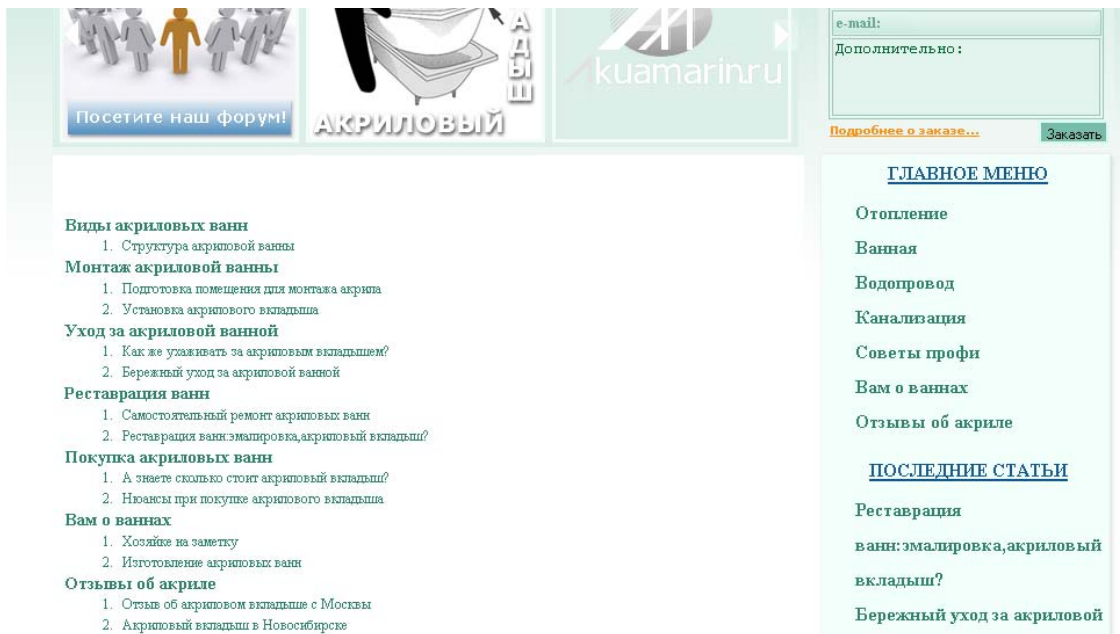 Посетите наш форум!
АКРИЛОВЫЙ
АДЫШ
kuamarin.ru
e-mail:
Дополнительно:
Подробнее о заказе...
Заказать
Виды акриловых ванн
1. Структура акриловой ванны
Монтаж акриловой ванны
1. Подготовка помещения для монтажа акрила
2. Установка акрилового вкладыша
Уход за акриловой ванной
1. Как же ухаживать за акриловым вкладышем?
2. Бережный уход за акриловой ванной
Реставрация ванн
1. Самостоятельный ремонт акриловых ванн
2. Реставрация ванн:эмалировка,акриловый вкладыш?
Покупка акриловых ванн
1. А знаете сколько стоит акриловый вкладыш?
2. Нюансы при покупке акрилового вкладыша
Вам о ваннах
1. Хозяйке на заметку
2. Изготовление акриловых ванн
Отзывы об акриле
1. Отзыв об акриловом вкладыше с Москвы
2. Акриловый вкладыш в Новосибирске
ГЛАВНОЕ МЕНЮ
Отопление
Ванная
Водопровод
Канализация
Советы профи
Вам о ваннах
Отзывы об акриле
ПОСЛЕДНИЕ СТАТЬИ
Реставрация
ванн:эмалировка,акриловый
вкладыш?
Бережный уход за акриловой